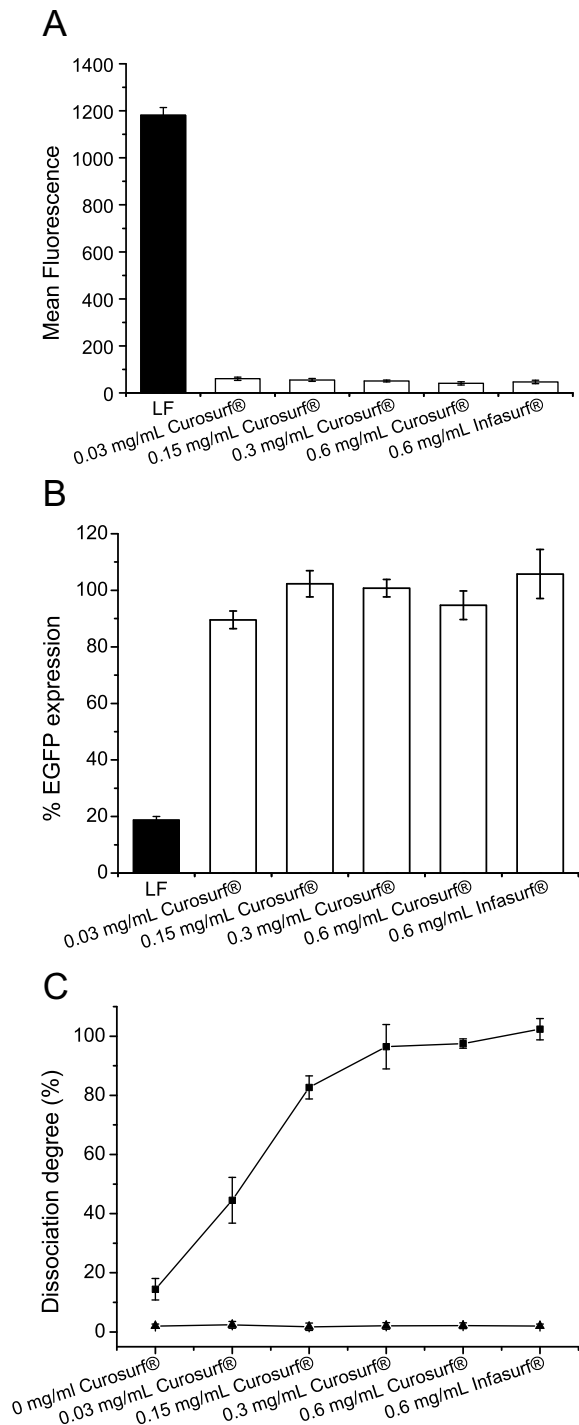 A
1400
1200
1000
800
600
400
200
0
Mean Fluorescence
LF
0.03 mg/mL Curosurf®
0.15 mg/mL Curosurf®
0.3 mg/mL Curosurf®
0.6 mg/mL Curosurf®
0.6 mg/mL Infasurf®
B
120
100
80
60
40
20
0
% EGFP expression
LF
0.03 mg/mL Curosurf®
0.15 mg/mL Curosurf®
0.3 mg/mL Curosurf®
0.6 mg/mL Curosurf®
0.6 mg/mL Infasurf®
C
100
80
60
40
20
0
Dissociation degree (%)
0 mg/ml Curosurf®
0.03 mg/mL Curosurf®
0.15 mg/mL Curosurf®
0.3 mg/mL Curosurf®
0.6 mg/mL Curosurf®
0.6 mg/mL Infasurf®